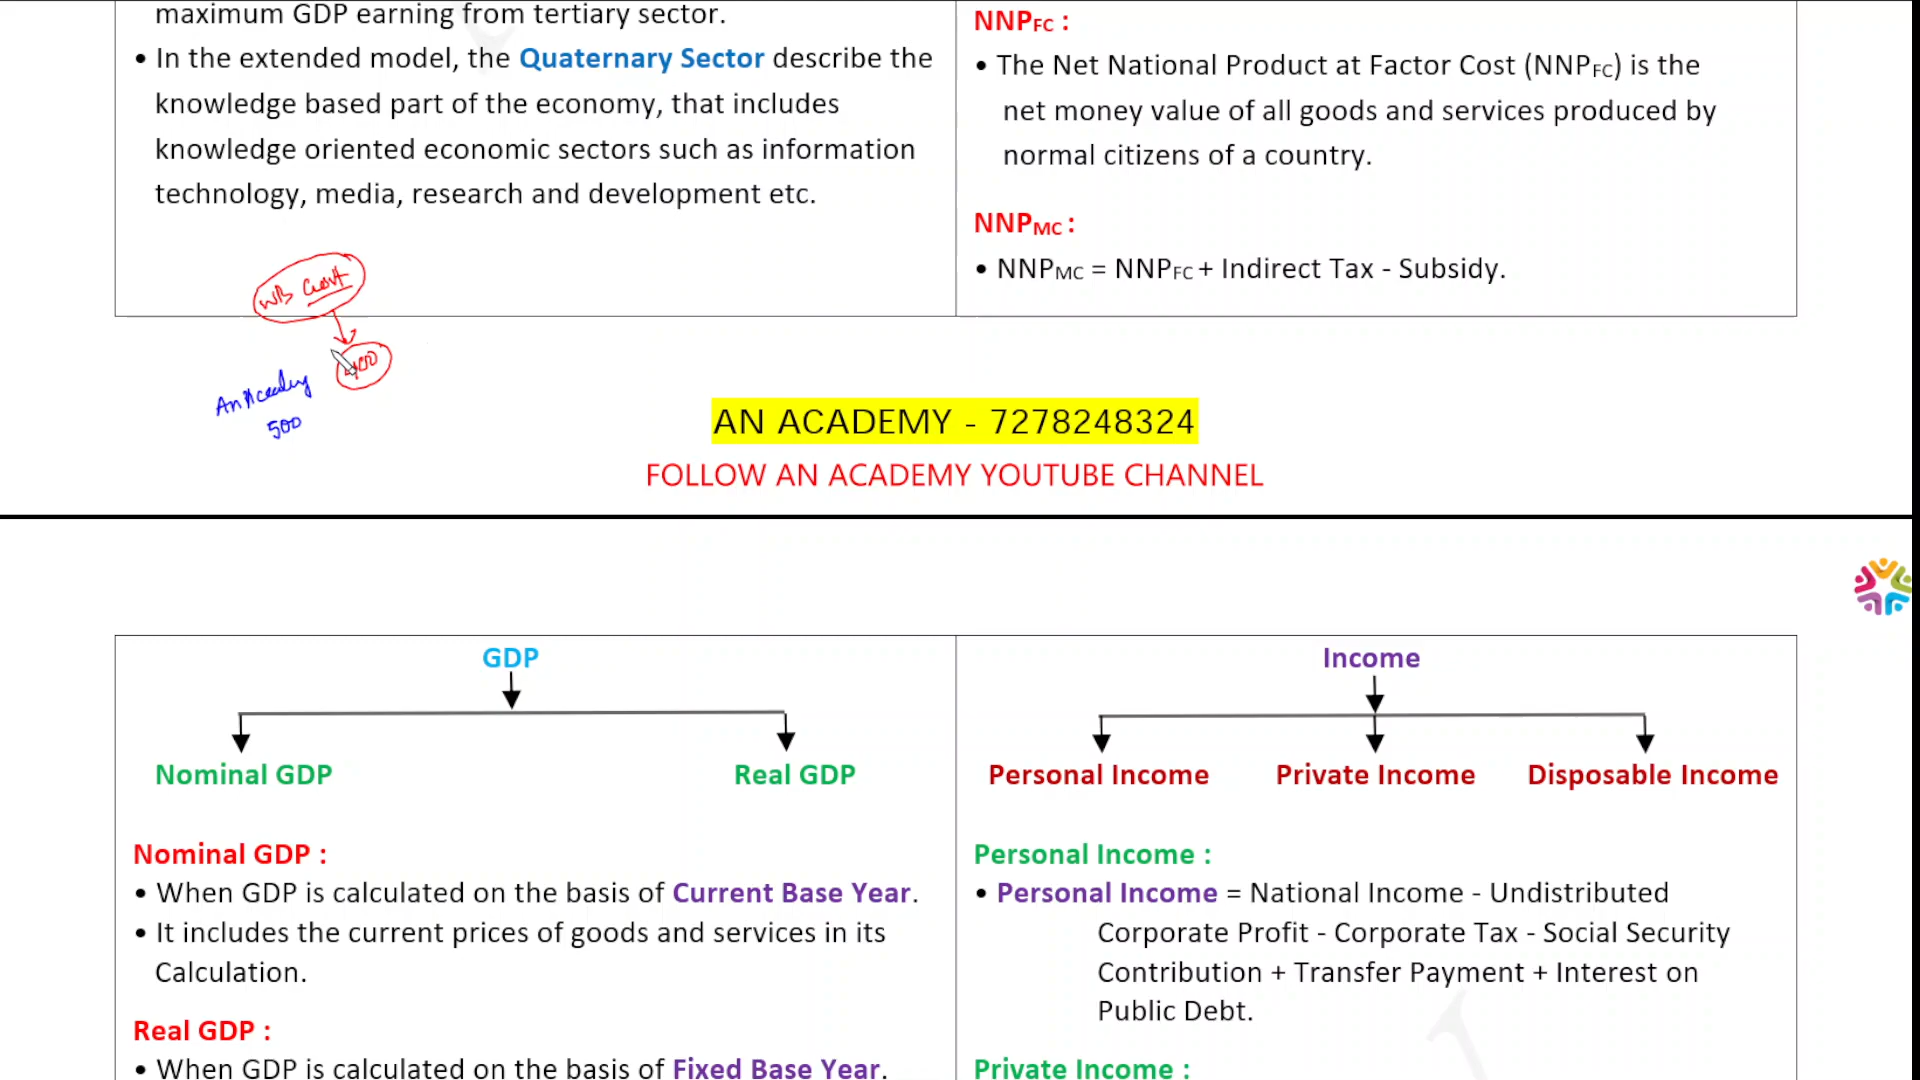 maximum GDP earning from tertiary sector.
• In the extended model, the Quaternary Sector describe the
knowledge based part of the economy, that includes
knowledge oriented economic sectors such as information
technology, media, research and development etc.
WB Govt
400
An Academy
500
NNPFC :
• The Net National Product at Factor Cost (NNPFC) is the
net money value of all goods and services produced by
normal citizens of a country.
NNPMC :
• NNPMC = NNPFC + Indirect Tax - Subsidy.
AN ACADEMY - 7278248324
FOLLOW AN ACADEMY YOUTUBE CHANNEL
GDP
Nominal GDP Real GDP
Nominal GDP :
• When GDP is calculated on the basis of Current Base Year.
• It includes the current prices of goods and services in its
Calculation.
Real GDP :
• When GDP is calculated on the basis of Fixed Base Year.
Income
Personal Income Private Income Disposable Income
Personal Income :
• Personal Income = National Income - Undistributed
Corporate Profit - Corporate Tax - Social Security
Contribution + Transfer Payment + Interest on
Public Debt.
Private Income :